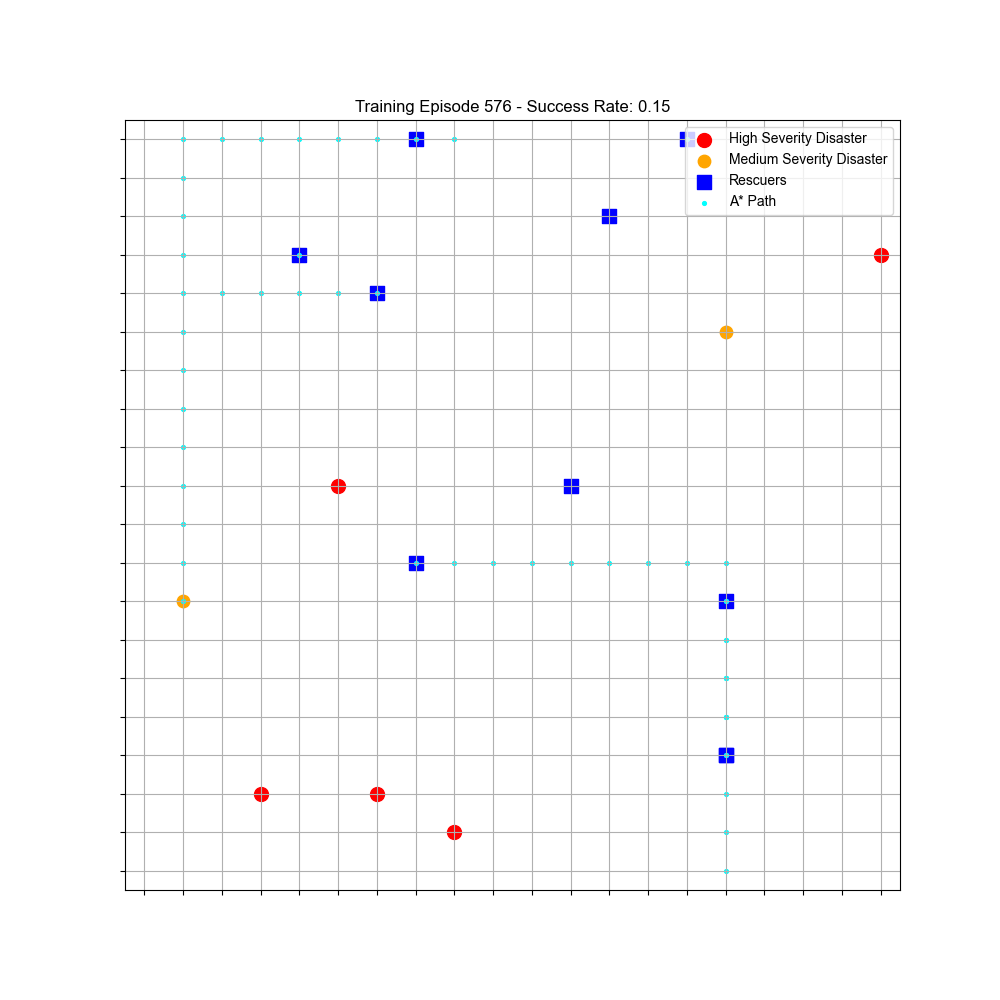 Training Episode 576 - Success Rate: 0.15
High Severity Disaster
Medium Severity Disaster
Rescuers
A* Path